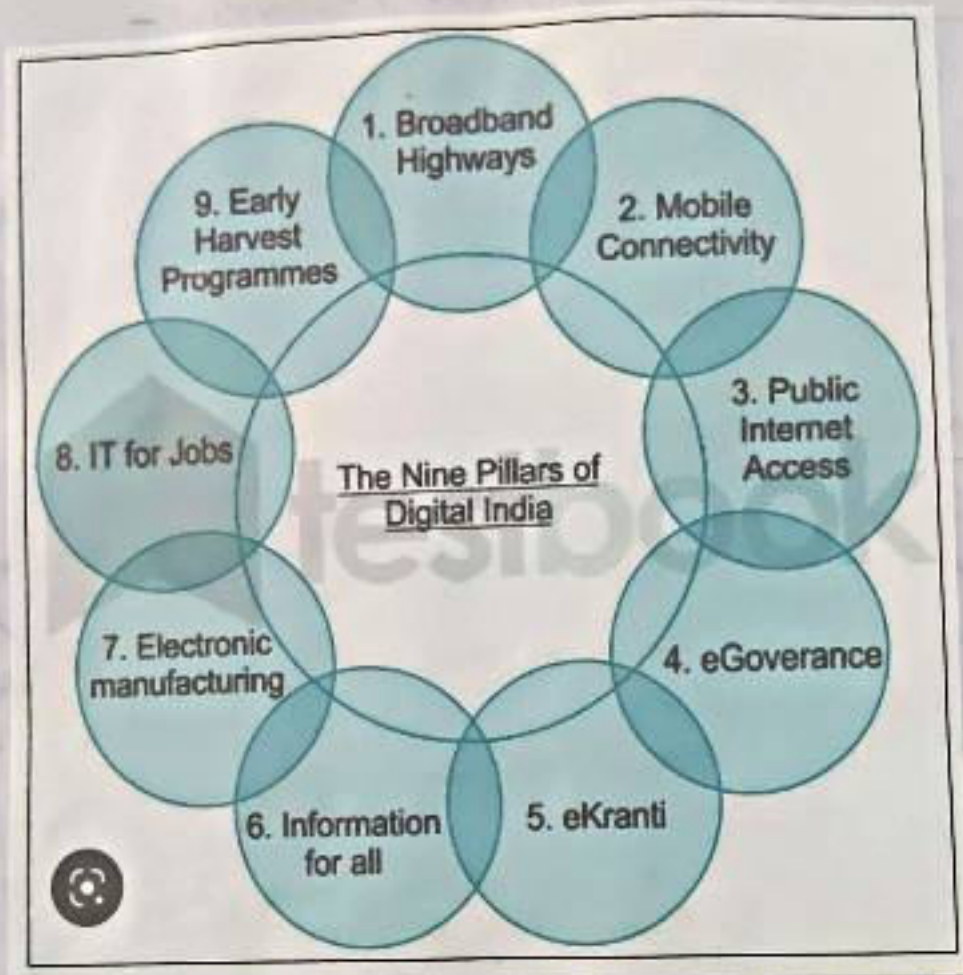 1. Broadband
Highways
2. Mobile
Connectivity
3. Public
Internet
Access
4. eGoverance
5. eKranti
6. Information
for all
7. Electronic
manufacturing
8. IT for Jobs
9. Early
Harvest
Programmes
The Nine Pillars of
Digital India
testbook